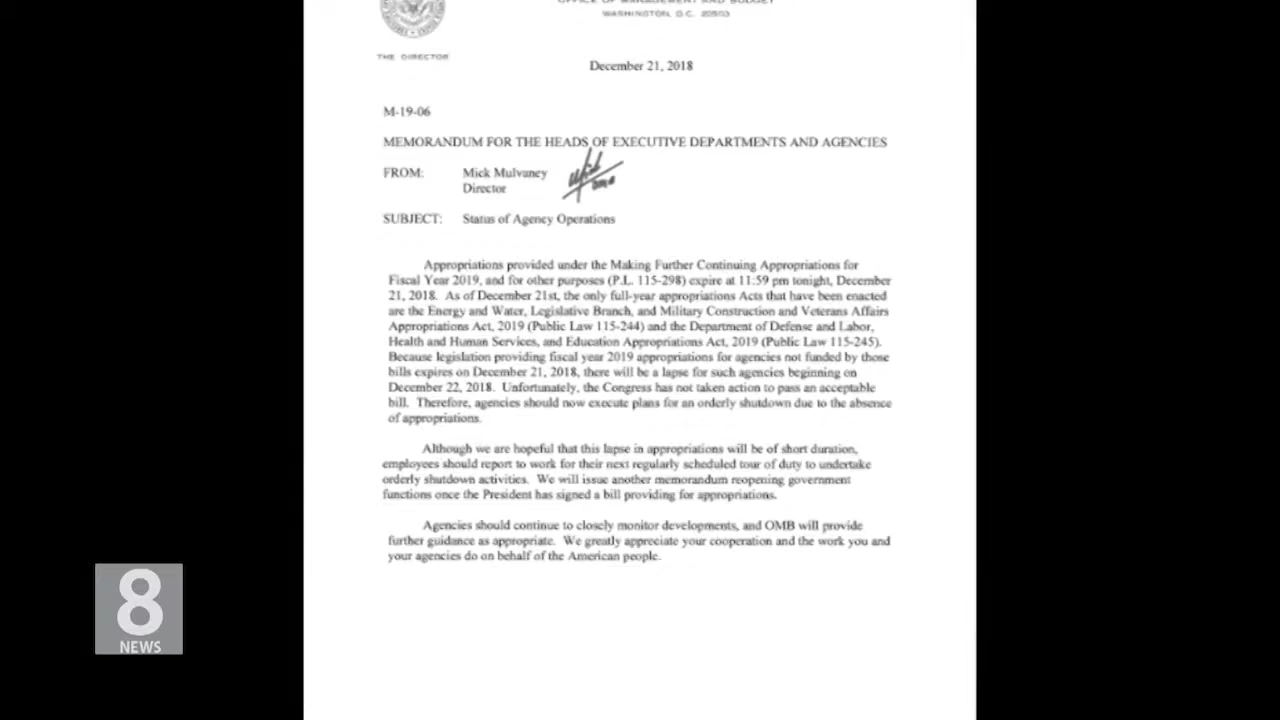 OFFICE OF MANAGEMENT AND BUDGET
WASHINGTON, D.C. 20503
THE DIRECTOR
December 21, 2018
M-19-06
MEMORANDUM FOR THE HEADS OF EXECUTIVE DEPARTMENTS AND AGENCIES
FROM: Mick Mulvaney
Director
SUBJECT: Status of Agency Operations
Appropriations provided under the Making Further Continuing Appropriations for
Fiscal Year 2019, and for other purposes (P.L. 115-298) expire at 11:59 pm tonight, December
21, 2018. As of December 21st, the only full-year appropriations Acts that have been enacted
are the Energy and Water, Legislative Branch, and Military Construction and Veterans Affairs
Appropriations Act, 2019 (Public Law 115-244) and the Department of Defense and Labor,
Health and Human Services, and Education Appropriations Act, 2019 (Public Law 115-245).
Because legislation providing fiscal year 2019 appropriations for agencies not funded by those
bills expires on December 21, 2018, there will be a lapse for such agencies beginning on
December 22, 2018. Unfortunately, the Congress has not taken action to pass an acceptable
bill. Therefore, agencies should now execute plans for an orderly shutdown due to the absence
of appropriations.
Although we are hopeful that this lapse in appropriations will be of short duration,
employees should report to work for their next regularly scheduled tour of duty to undertake
orderly shutdown activities. We will issue another memorandum reopening government
functions once the President has signed a bill providing for appropriations.
Agencies should continue to closely monitor developments, and OMB will provide
further guidance as appropriate. We greatly appreciate your cooperation and the work you and
your agencies do on behalf of the American people.
8
NEWS